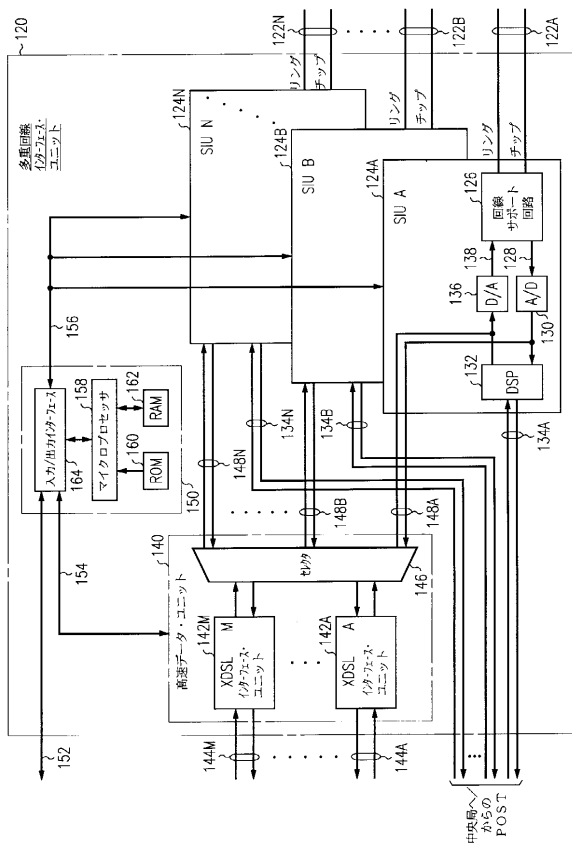 120
多重回線
インターフェース・
ユニット
152
154
156
164
入力/出力インターフェース
158
マイクロプロセッサ
160
ROM
162
RAM
150
140
高速データ・ユニット
142M
XDSL M
インターフェース・
ユニット
142A
XDSL A
インターフェース・
ユニット
セレクタ
146
144M
144A
148N
148B
148A
134N
134B
134A
124N
SIU N
124B
SIU B
124A
SIU A
132
DSP
136
D/A
138
A/D
130
128
126
回線
サポート
回路
リング
チップ
122N
リング
チップ
122B
リング
チップ
122A
中央局へ/
からの
POST